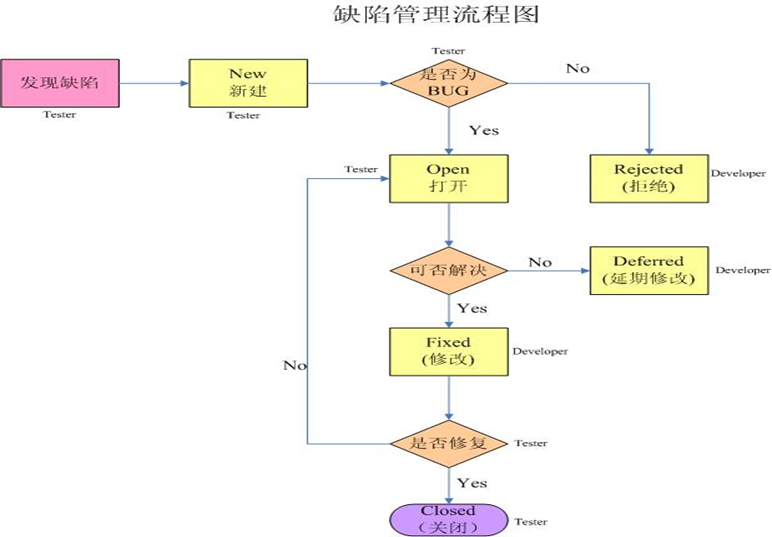 缺陷管理流程图
Tester
发现缺陷
Tester
New
新建
Tester
是否为
BUG
No
Yes
Tester
Open
打开
Rejected
(拒绝)
Developer
可否解决
No
Deferred
(延期修改)
Developer
Yes
Fixed
(修改)
Developer
No
是否修复
Tester
Yes
Closed
（关闭）
Tester